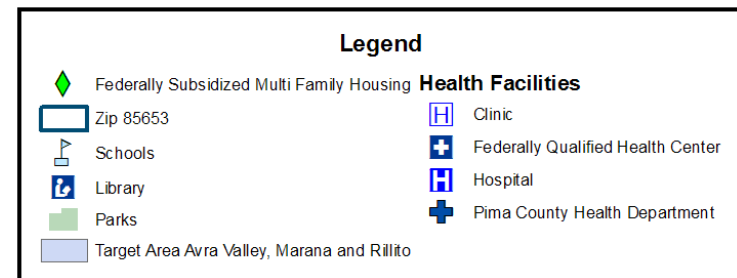 Legend
Federally Subsidized Multi Family Housing
Zip 85653
Schools
Library
Parks
Target Area Avra Valley, Marana and Rillito
Health Facilities
H Clinic
Federally Qualified Health Center
H Hospital
Pima County Health Department